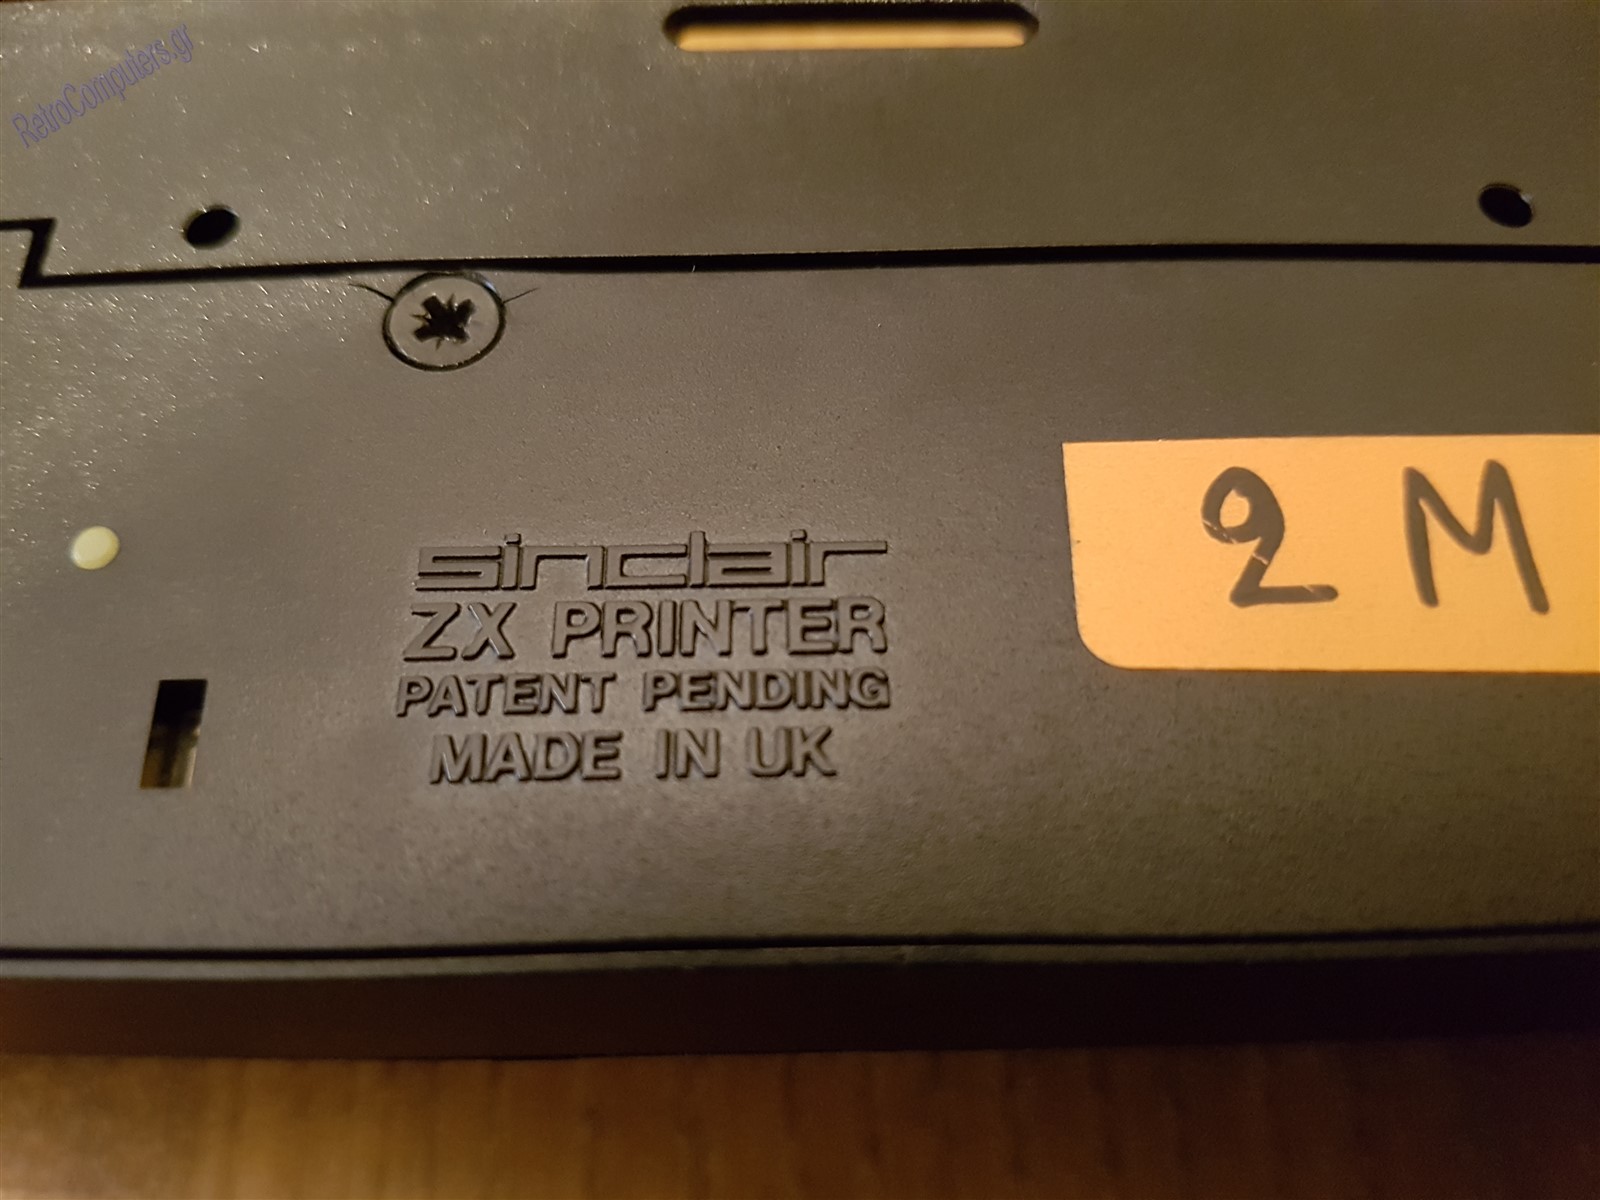 RetroComputers.gr
2 M
sinclair
ZX PRINTER
PATENT PENDING
MADE IN UK